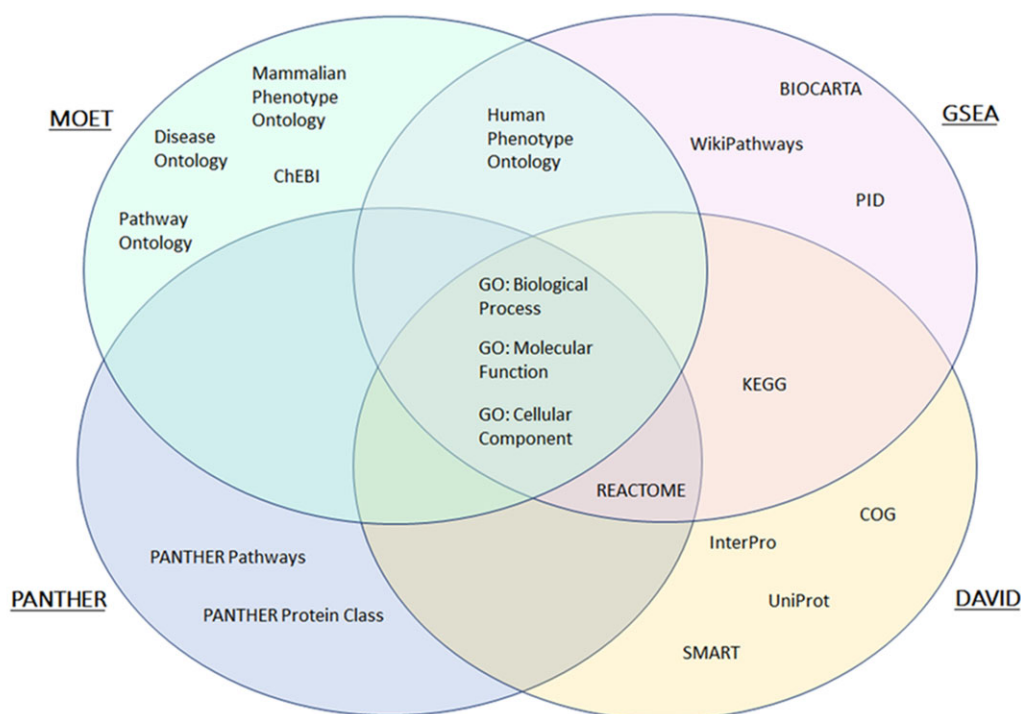 MOET
Mammalian
Phenotype
Ontology
Disease
Ontology
ChEBI
Pathway
Ontology
Human
Phenotype
Ontology
BIOCARTA
GSEA
WikiPathways
PID
GO: Biological
Process
GO: Molecular
Function
GO: Cellular
Component
KEGG
REACTOME
PANTHER
PANTHER Pathways
PANTHER Protein Class
COG
InterPro
UniProt
SMART
DAVID